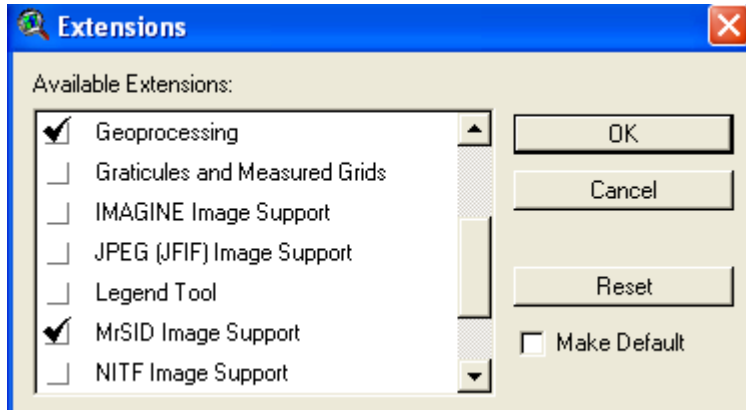 Extensions
Available Extensions:
Geoprocessing
Graticules and Measured Grids
IMAGINE Image Support
JPEG (JFIF) Image Support
Legend Tool
MrSID Image Support
NITF Image Support
OK
Cancel
Reset
Make Default